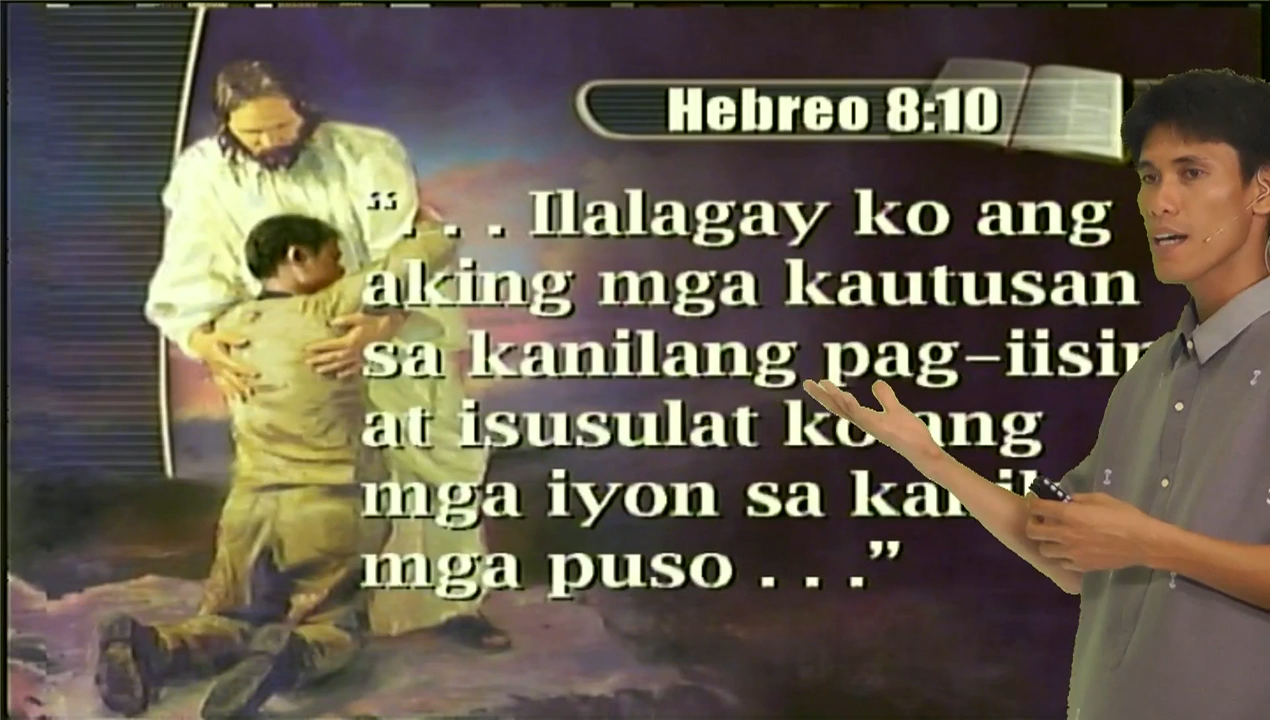 Hebreo 8:10
“. . . Ilalagay ko ang
aking mga kautusan
sa kanilang
at isusulat ko ang
mga iyon sa
mga puso . . .”